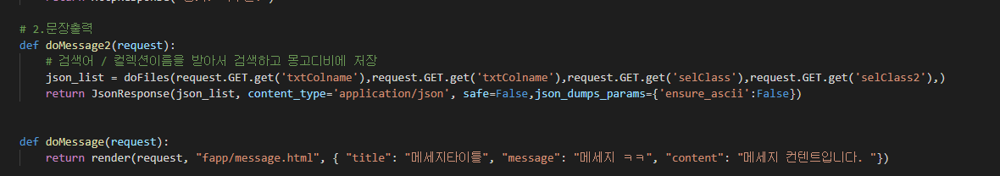 # 2.문장출력
def doMessage2(request):
# 검색어 / 컬렉션이름을 받아서 검색하고 몽고디비에 저장
json_list = doFiles(request.GET.get('txtColname'),request.GET.get('txtColname'),request.GET.get('selClass'),request.GET.get('selClass2'),)
return JsonResponse(json_list, content_type='application/json', safe=False,json_dumps_params={'ensure_ascii':False})
def doMessage(request):
return render(request, "fapp/message.html", { "title": "메세지타이틀", "message": "메세지 ㅋㅋ", "content": "메세지 컨텐트입니다. "})